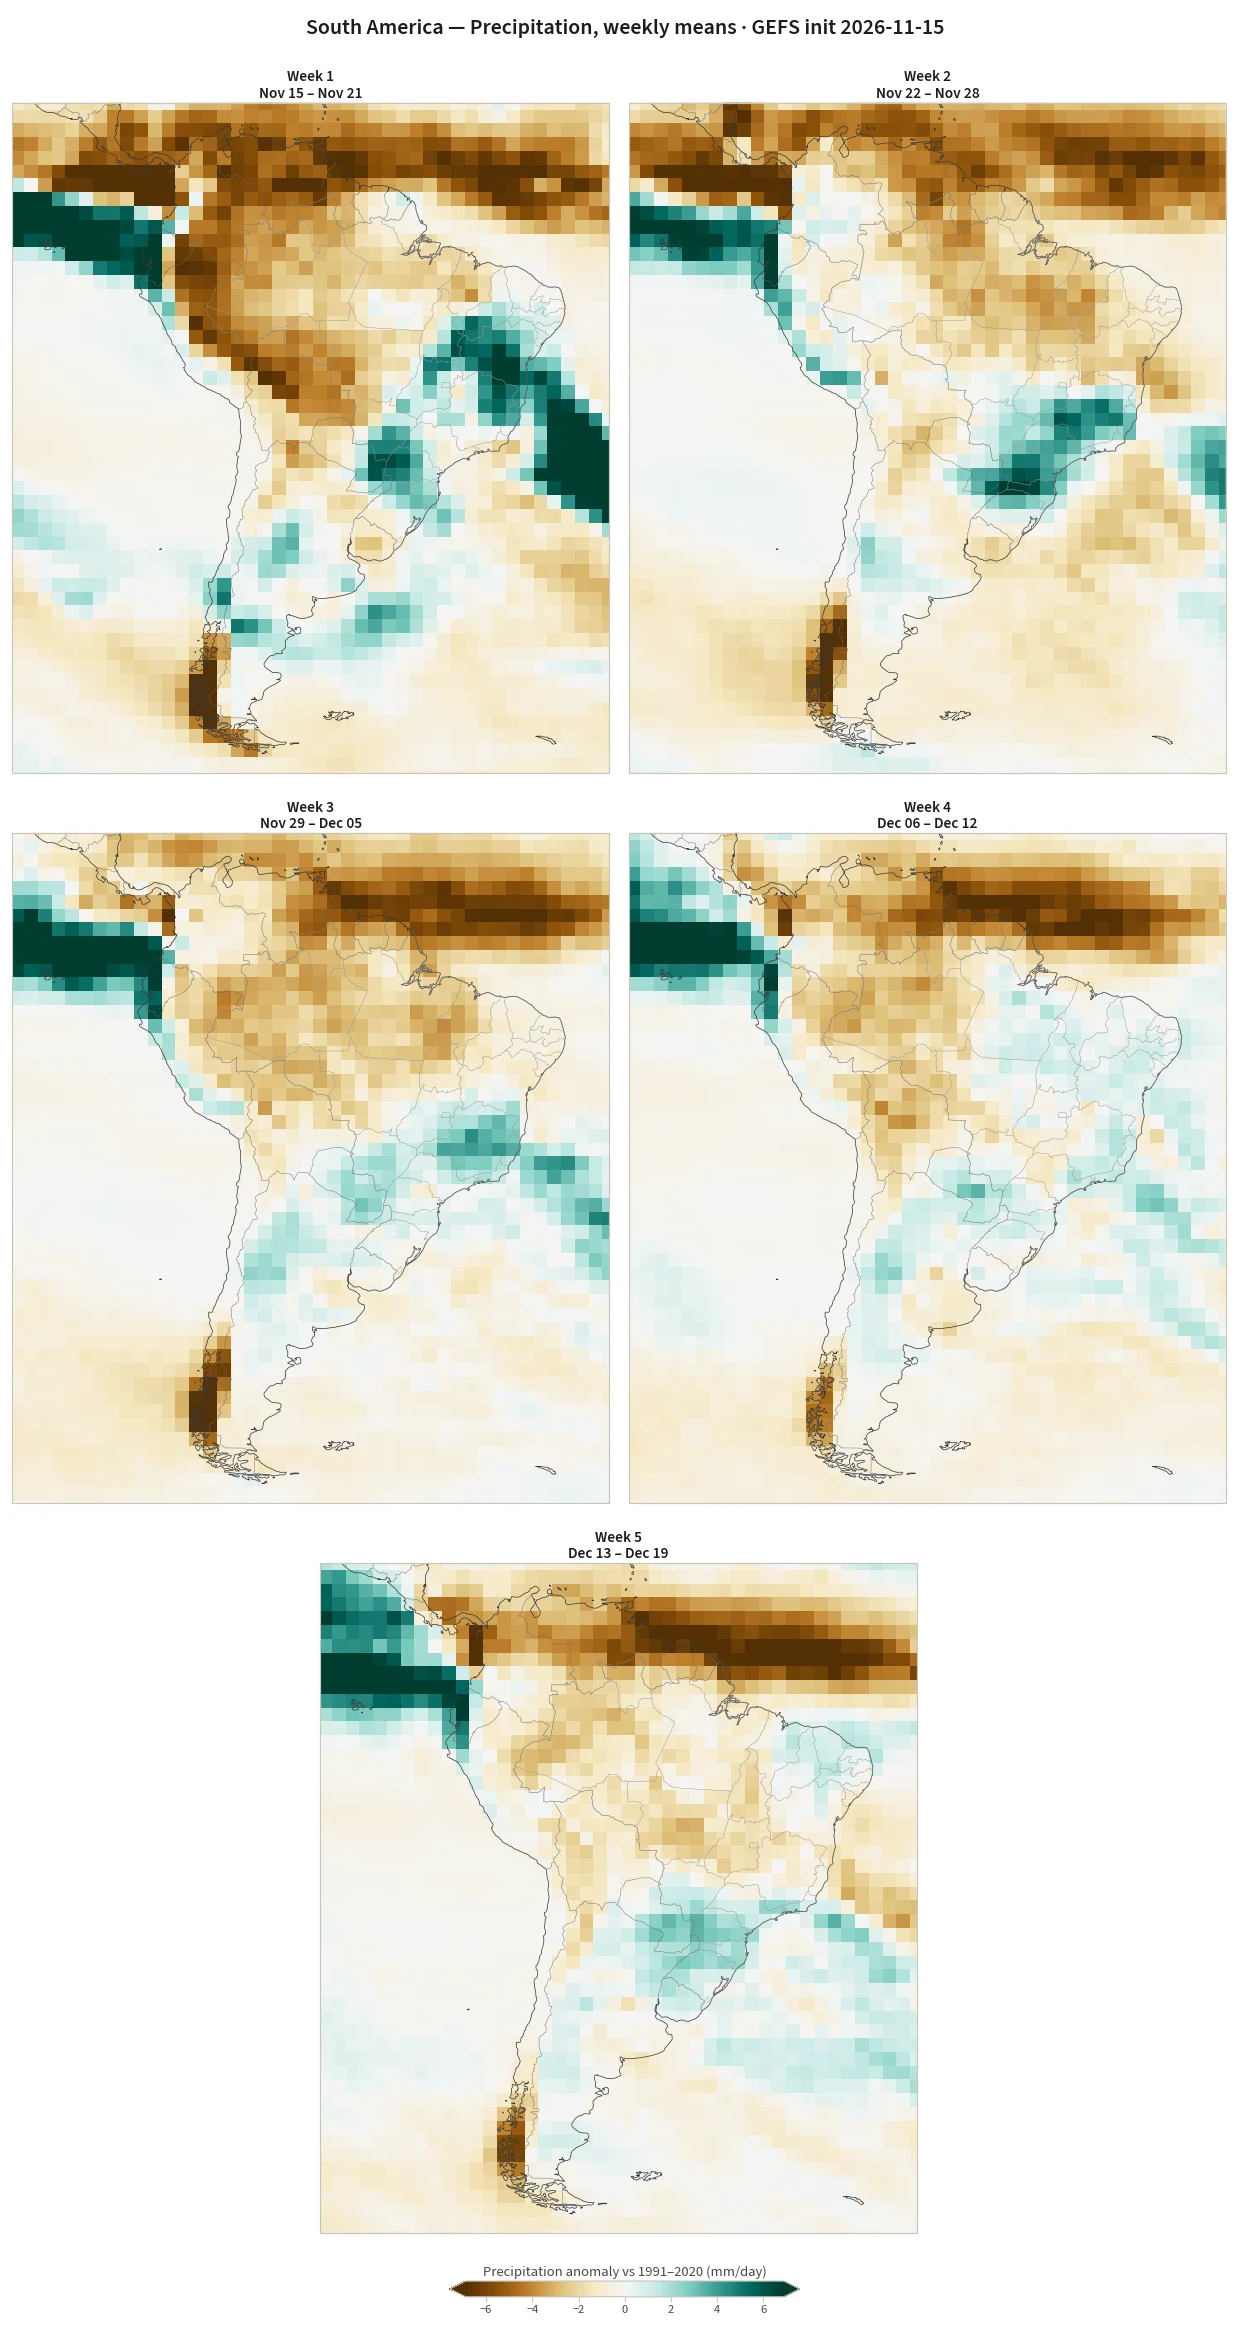 South America — Precipitation, weekly means · GEFS init 2026-11-15
Week 1
Nov 15 – Nov 21
Week 2
Nov 22 – Nov 28
Week 3
Nov 29 – Dec 05
Week 4
Dec 06 – Dec 12
Week 5
Dec 13 – Dec 19
Precipitation anomaly vs 1991–2020 (mm/day)
−6 −4 −2 0 2 4 6